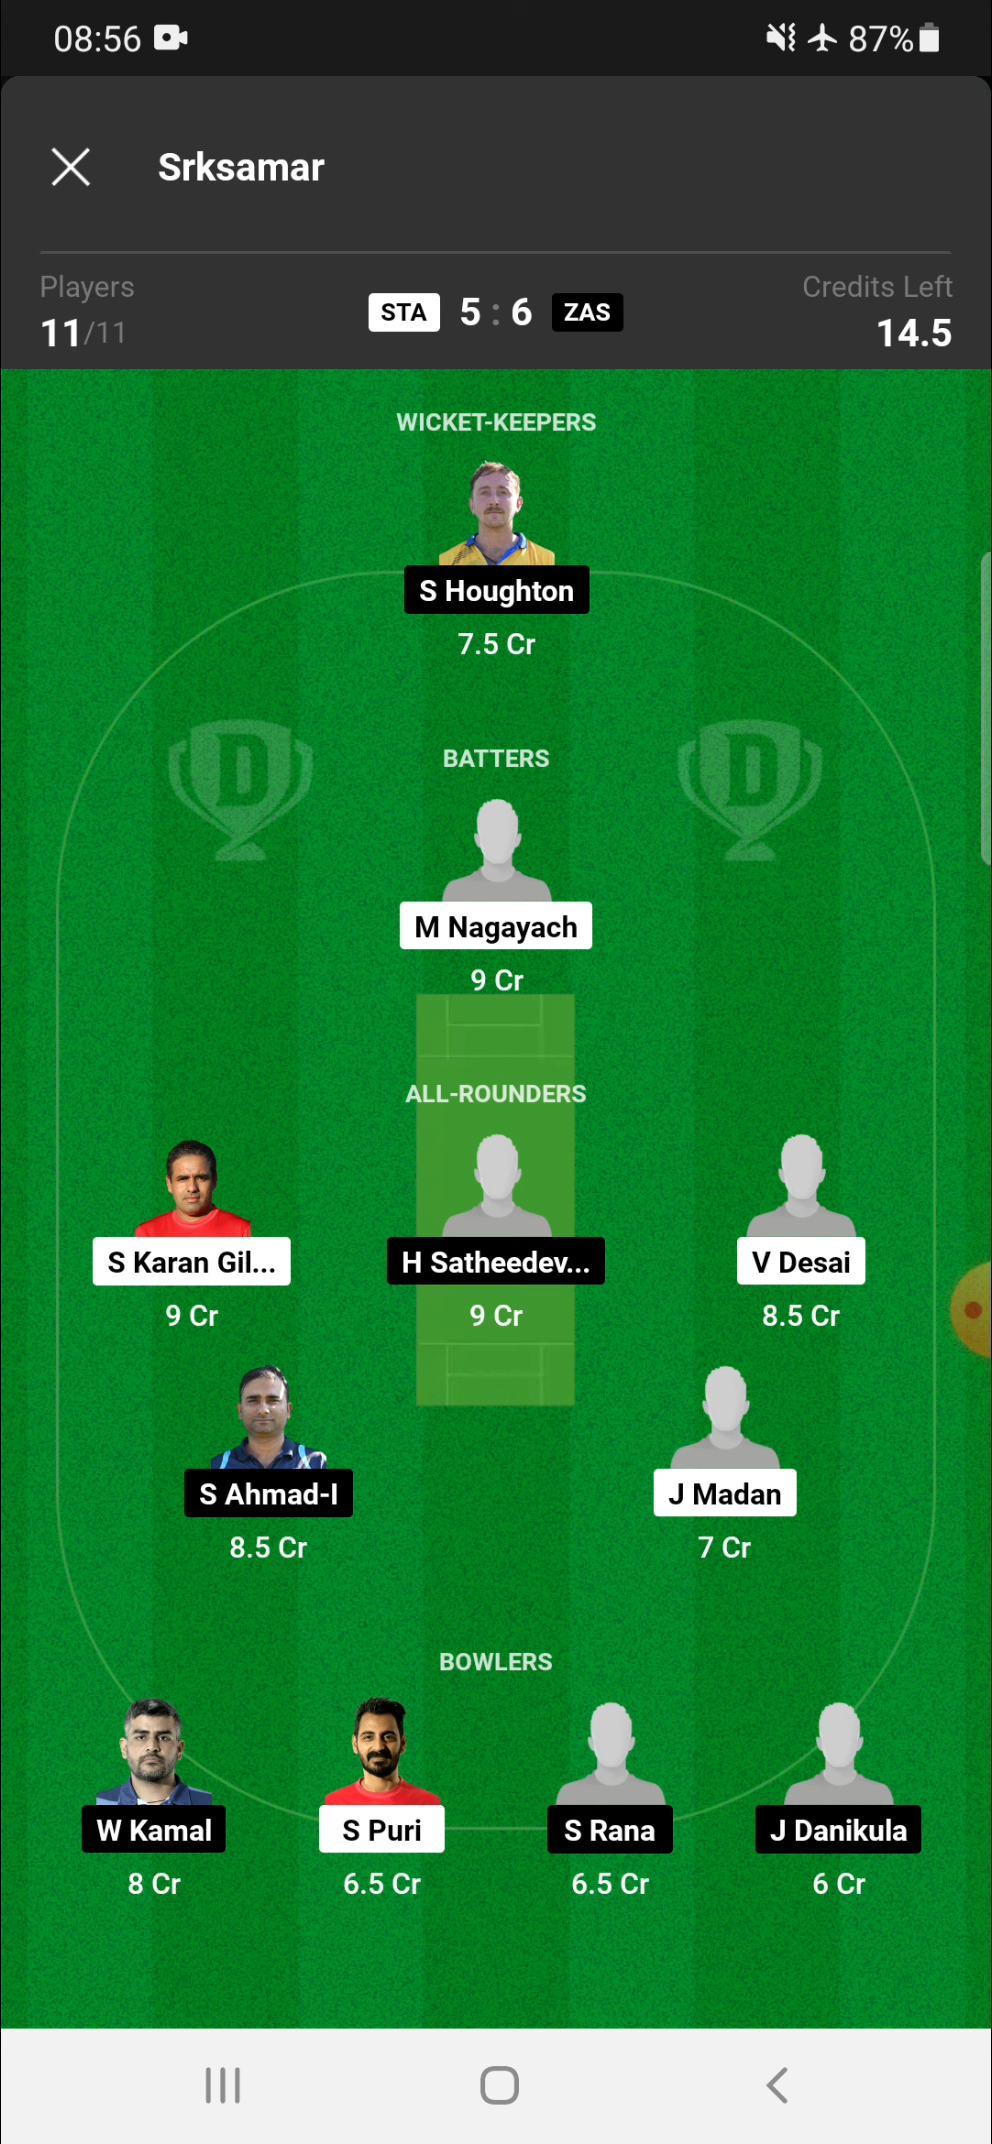 08:56 87%
Srksamar
Players Credits Left
11/11 STA 5 : 6 ZAS 14.5
WICKET-KEEPERS
S Houghton
7.5 Cr
D D
BATTERS
M Nagayach
9 Cr
ALL-ROUNDERS
S Karan Gil... H Satheedev... V Desai
9 Cr 9 Cr 8.5 Cr
S Ahmad-I J Madan
8.5 Cr 7 Cr
BOWLERS
W Kamal S Puri S Rana J Danikula
8 Cr 6.5 Cr 6.5 Cr 6 Cr